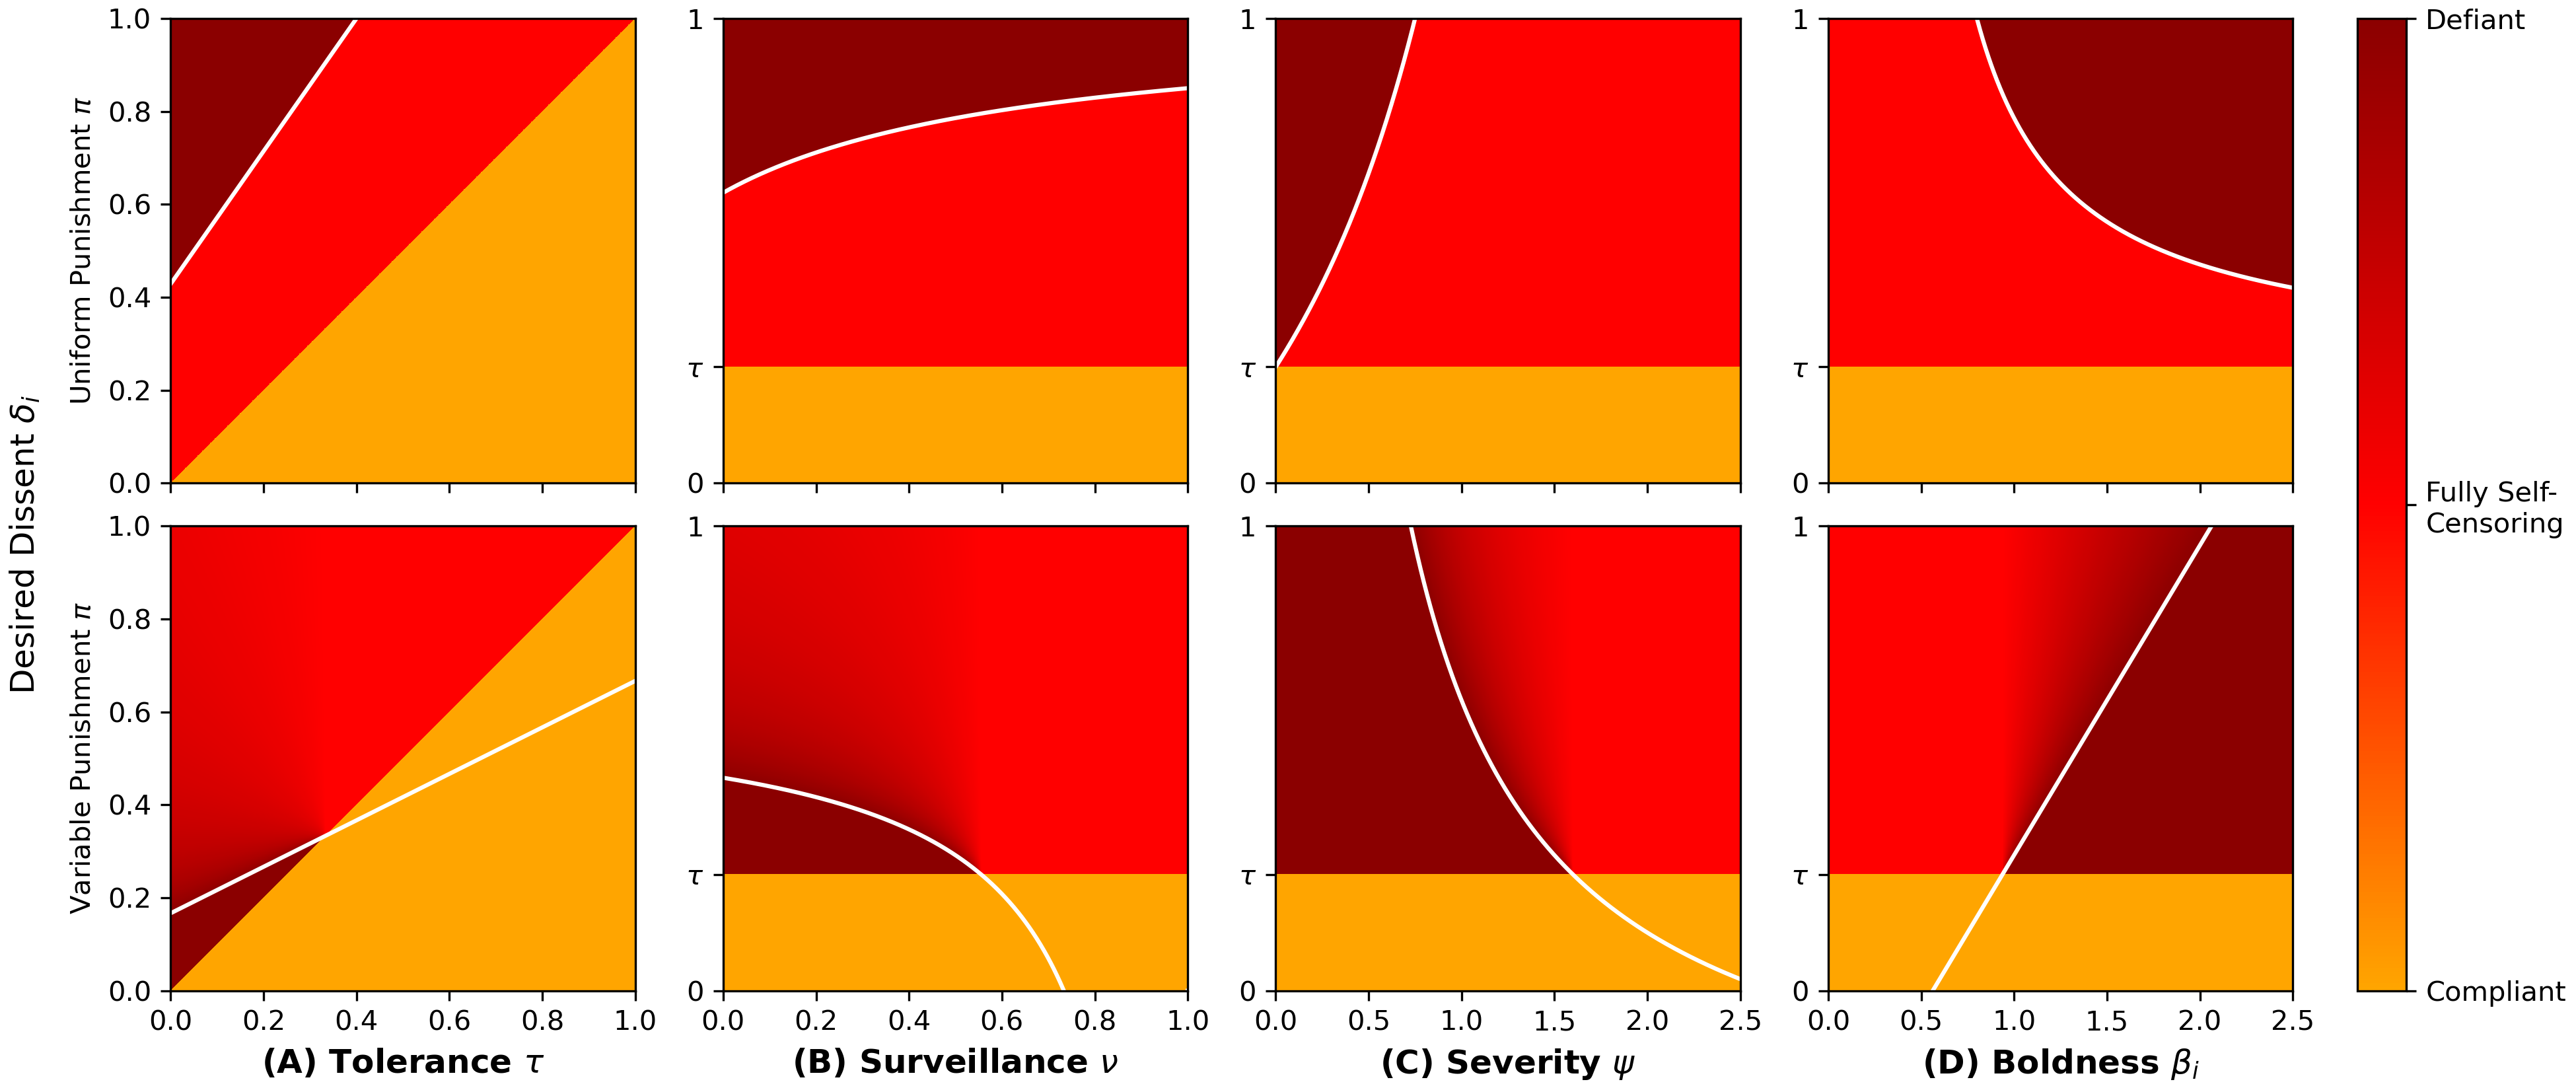 Desired Dissent δi
Uniform Punishment π
1.0
0.8
0.6
0.4
0.2
0.0
1
τ
0
1
τ
0
1
τ
0
Defiant
Fully Self-
Censoring
Compliant
Variable Punishment π
1.0
0.8
0.6
0.4
0.2
0.0
1
τ
0
1
τ
0
1
τ
0
0.0 0.2 0.4 0.6 0.8 1.0
0.0 0.2 0.4 0.6 0.8 1.0
0.0 0.5 1.0 1.5 2.0 2.5
0.0 0.5 1.0 1.5 2.0 2.5
(A) Tolerance τ
(B) Surveillance ν
(C) Severity ψ
(D) Boldness βi